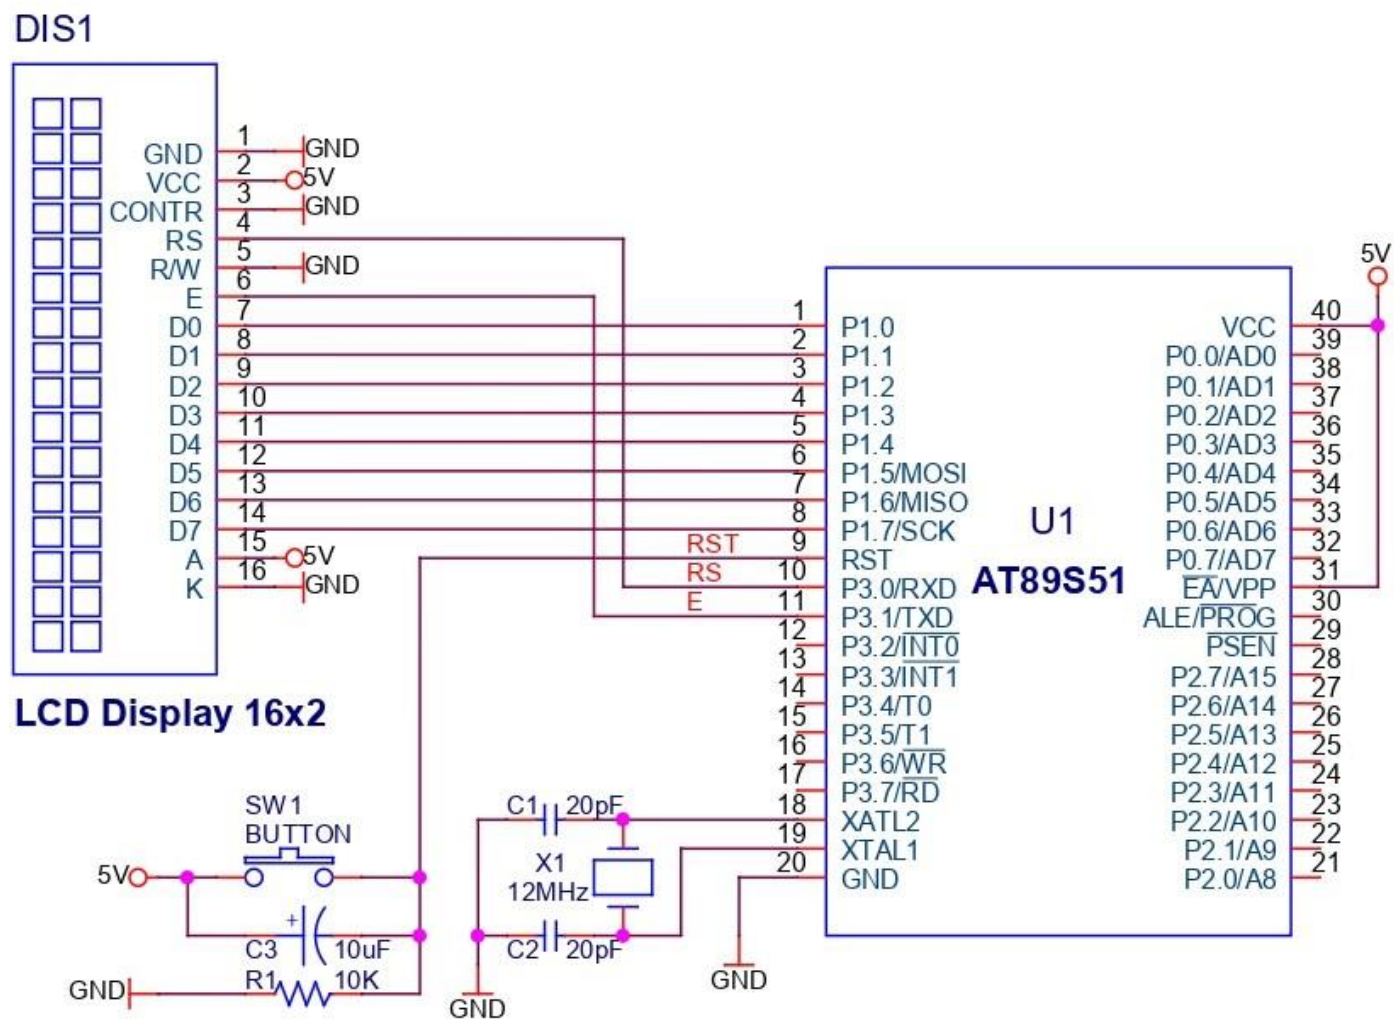 DIS1
GND 1 GND
VCC 2 5V
CONTR 3 GND
RS 4
R/W 5 GND
E 6
D0 7
D1 8
D2 9
D3 10
D4 11
D5 12
D6 13
D7 14
A 15 5V
K 16 GND
LCD Display 16x2
5V
1 P1.0 VCC 40
2 P1.1 P0.0/AD0 39
3 P1.2 P0.1/AD1 38
4 P1.3 P0.2/AD2 37
5 P1.4 P0.3/AD3 36
6 P1.5/MOSI P0.4/AD4 35
7 P1.6/MISO P0.5/AD5 34
8 P1.7/SCK P0.6/AD6 33
RST 9 RST P0.7/AD7 32
RS 10 P3.0/RXD EA/VPP 31
E 11 P3.1/TXD ALE/PROG 30
12 P3.2/INT0 PSEN 29
13 P3.3/INT1 P2.7/A15 28
14 P3.4/T0 P2.6/A14 27
15 P3.5/T1 P2.5/A13 26
16 P3.6/WR P2.4/A12 25
17 P3.7/RD P2.3/A11 24
18 XATL2 P2.2/A10 23
19 XTAL1 P2.1/A9 22
20 GND P2.0/A8 21
U1
AT89S51
SW1
BUTTON
5V
+
C3 10uF
R1 10K
GND
C1 20pF
X1
12MHz
C2 20pF
GND
GND